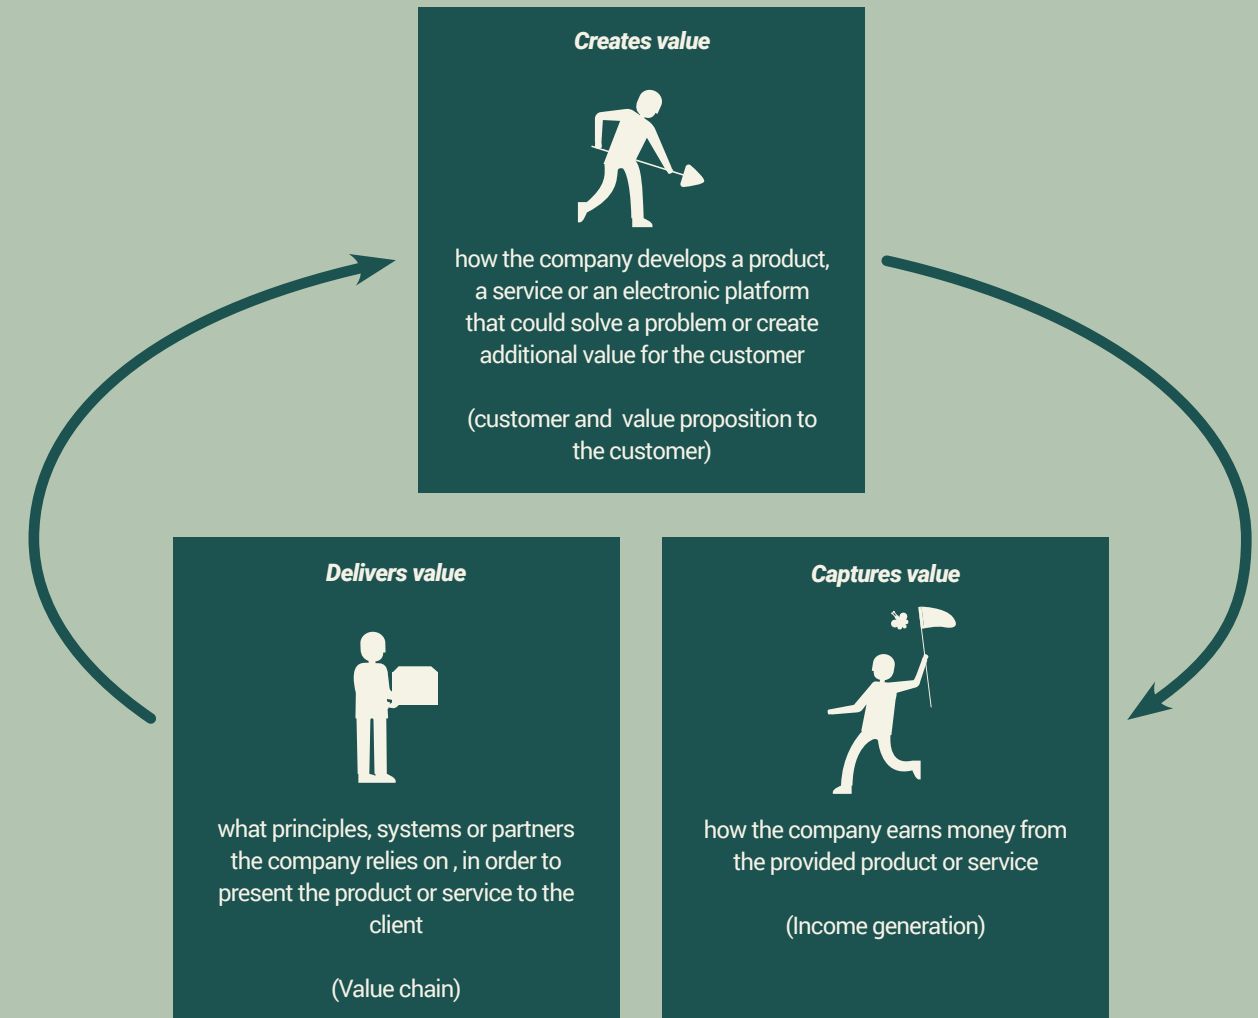 Creates value
how the company develops a product,
a service or an electronic platform
that could solve a problem or create
additional value for the customer
(customer and  value proposition to
the customer)
Delivers value
what principles, systems or partners
the company relies on , in order to
present the product or service to the
client
(Value chain)
Captures value
how the company earns money from
the provided product or service
(Income generation)